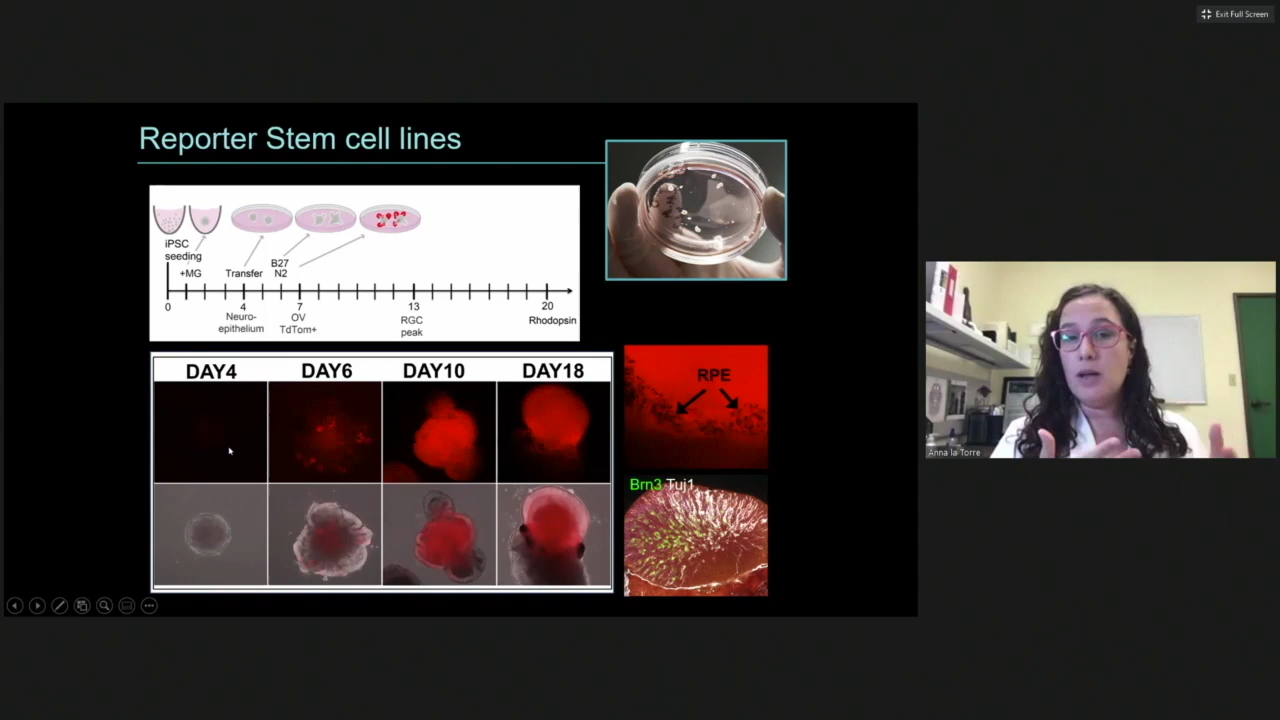 Exit Full Screen
Reporter Stem cell lines
iPSC
seeding
+MG
Transfer
B27
N2
0
4
7
13
20
Neuro-
epithelium
OV
TdTom+
RGC
peak
Rhodopsin
DAY4
DAY6
DAY10
DAY18
RPE
Brn3 Tuj1
Anna la Torre